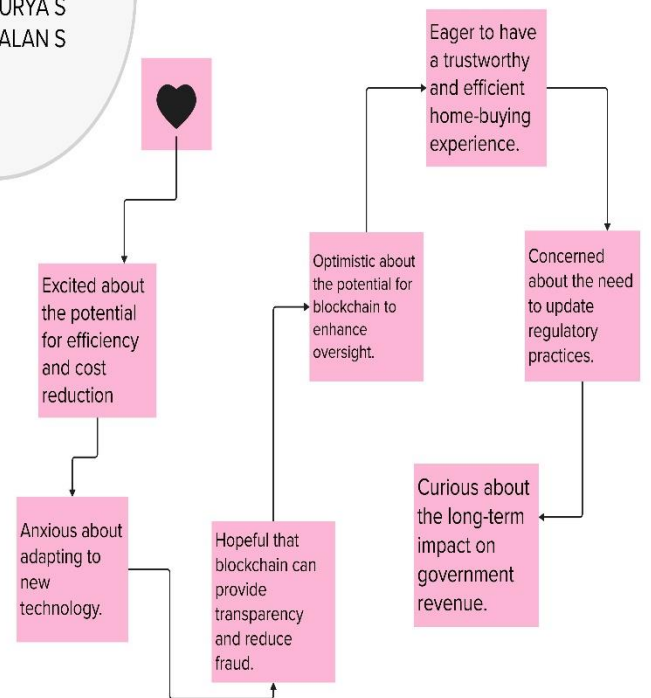 URYA S
ALAN S
Excited about
the potential
for efficiency
and cost
reduction
Anxious about
adapting to
new
technology.
Hopeful that
blockchain can
provide
transparency
and reduce
fraud.
Optimistic about
the potential for
blockchain to
enhance
oversight.
Eager to have
a trustworthy
and efficient
home-buying
experience.
Concerned
about the need
to update
regulatory
practices.
Curious about
the long-term
impact on
government
revenue.